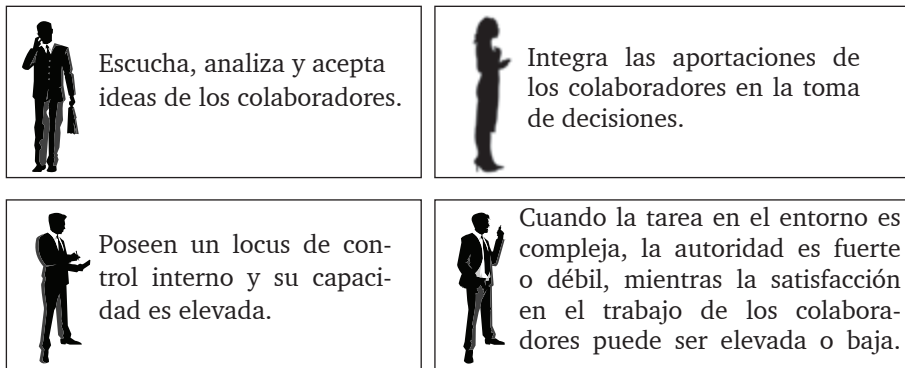 Escucha, analiza y acepta
ideas de los colaboradores.
Integra las aportaciones de
los colaboradores en la toma
de decisiones.
Poseen un locus de con-
trol interno y su capaci-
dad es elevada.
Cuando la tarea en el entorno es
compleja, la autoridad es fuerte
o débil, mientras la satisfacción
en el trabajo de los colabora-
dores puede ser elevada o baja.